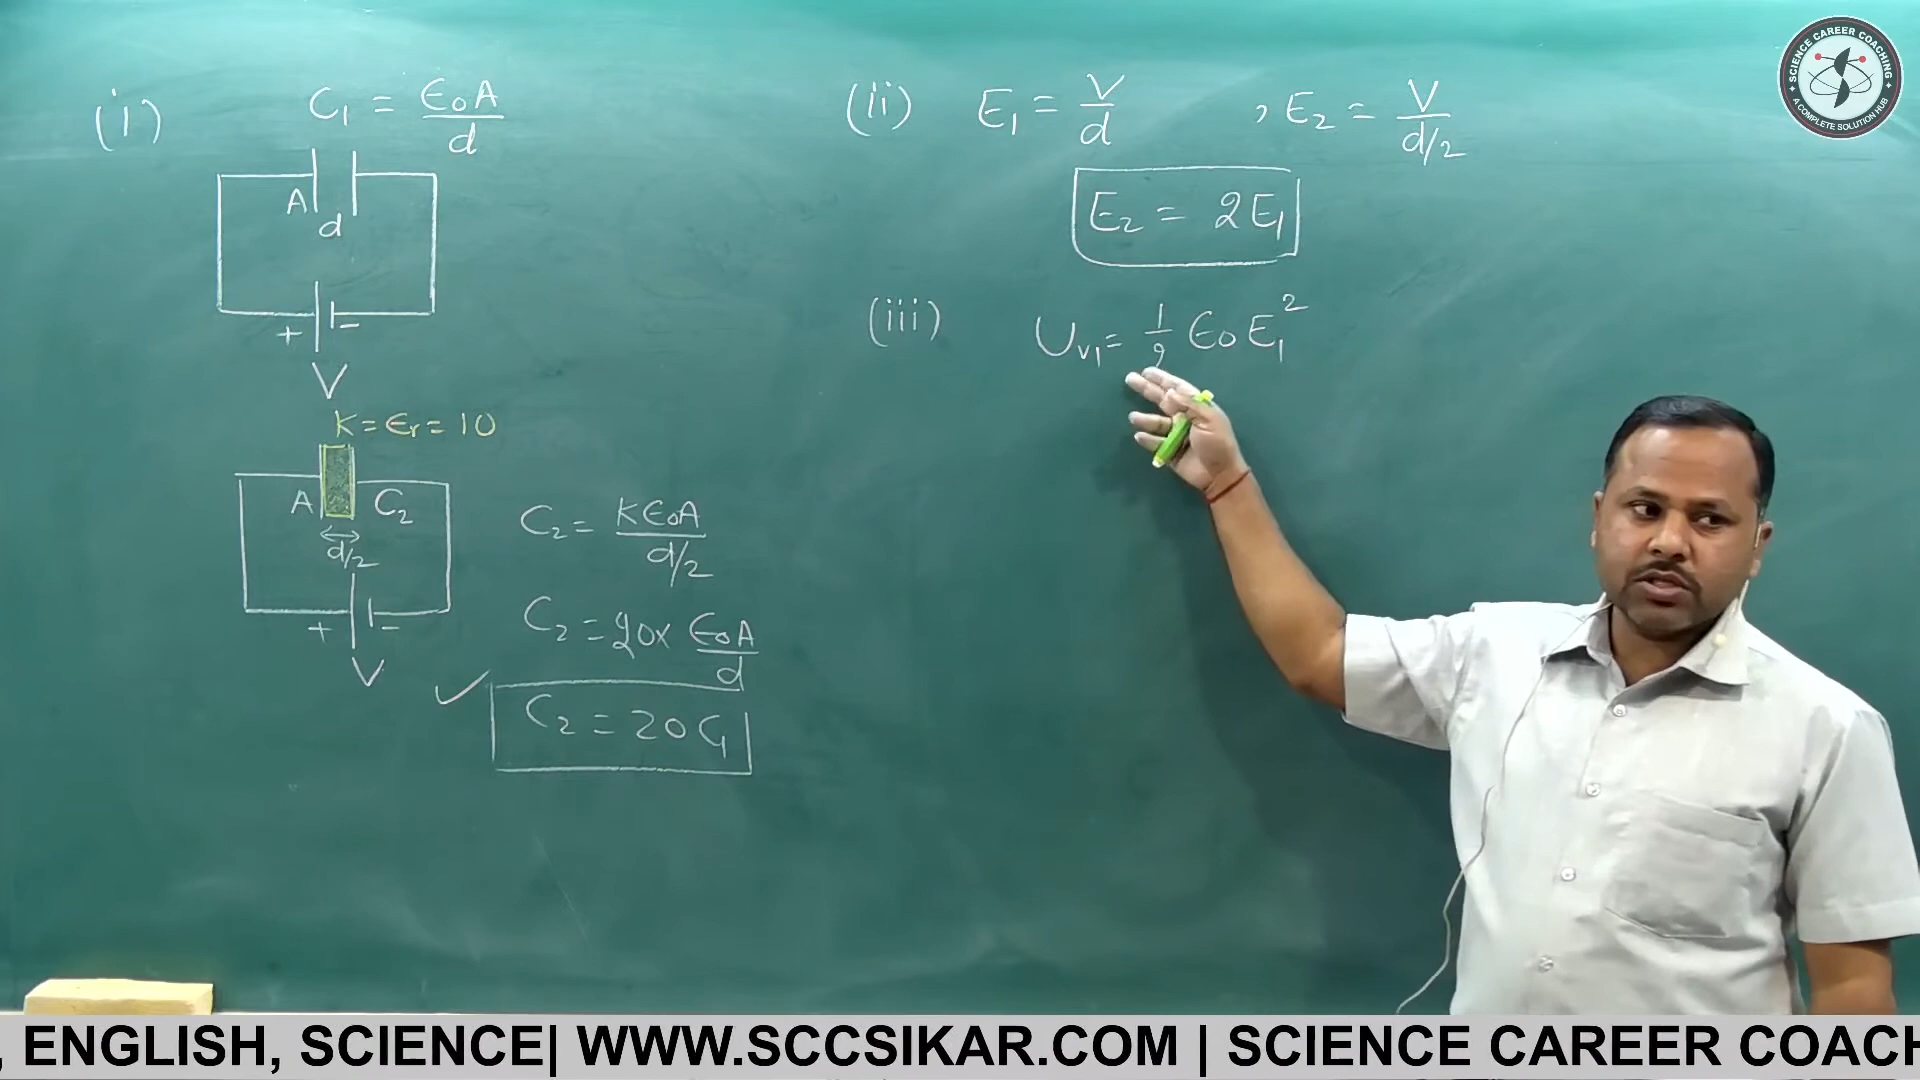 (i) C₁ = ϵ₀A/d
A
d
+ -
V
K = ϵᵣ = 10
A C₂
d/2
+ -
V
C₂ = Kϵ₀A/d/2
C₂ = 20 × ϵ₀A/d
✓ C₂ = 20 C₁
(ii) E₁ = V/d , E₂ = V/d/2
E₂ = 2E₁
(iii) Uᵥ₁ = 1/2 ϵ₀E₁²
SCIENCE CAREER COACHING
A COMPLETE SOLUTION HUB
, ENGLISH, SCIENCE| WWW.SCCSIKAR.COM | SCIENCE CAREER COACH